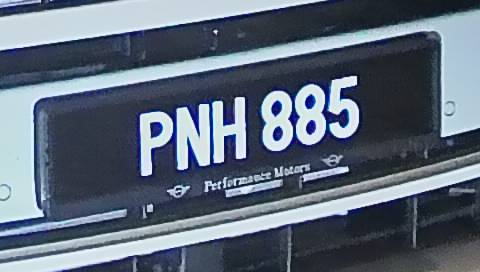 PNH 885
Performance Motors